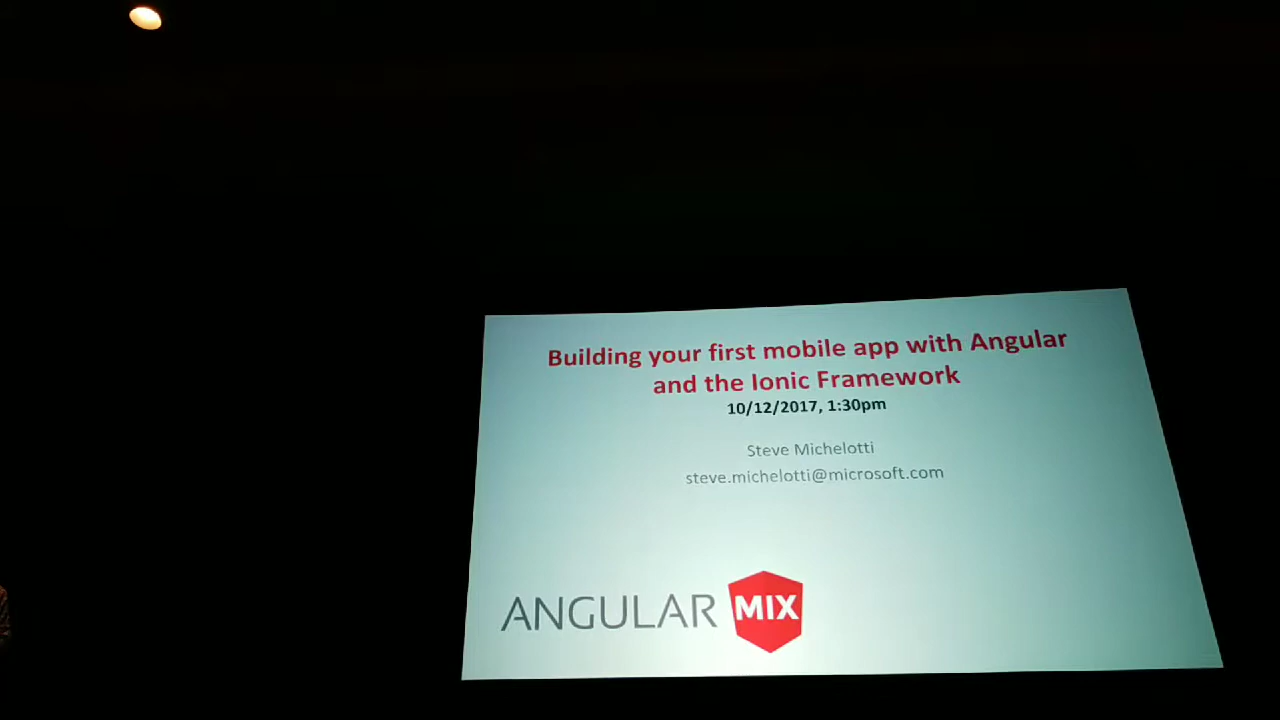 Building your first mobile app with Angular
and the Ionic Framework
10/12/2017, 1:30pm
Steve Michelotti
steve.michelotti@microsoft.com
ANGULAR MIX